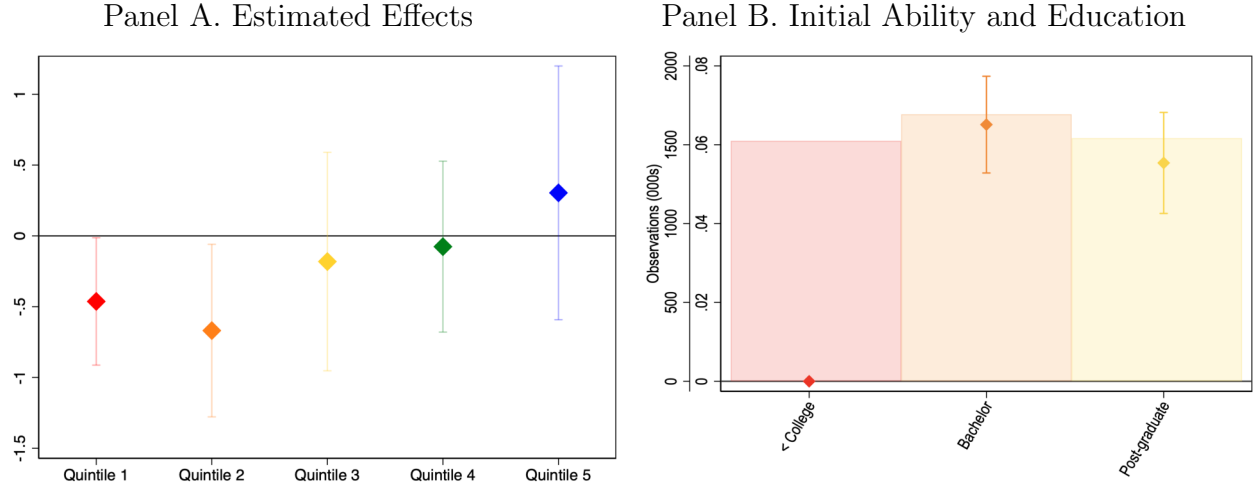 Panel A. Estimated Effects
1
.5
0
-.5
-1
-1.5
Quintile 1 Quintile 2 Quintile 3 Quintile 4 Quintile 5
Panel B. Initial Ability and Education
Observations (000s)
2000 .08
1500 .06
1000 .04
500 .02
0 0
< College Bachelor Post-graduate